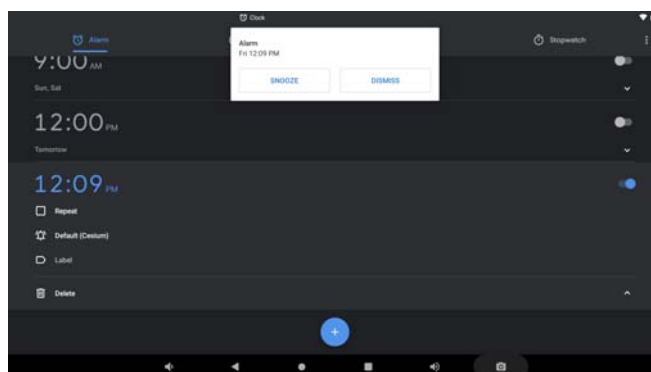 Clock
Alarm
Stopwatch
Alarm
Fri 12:09 PM
SNOOZE
DISMISS
9:00 AM
Sun, Sat
12:00 PM
Tomorrow
12:09 PM
Repeat
Default (Cesium)
Label
Delete